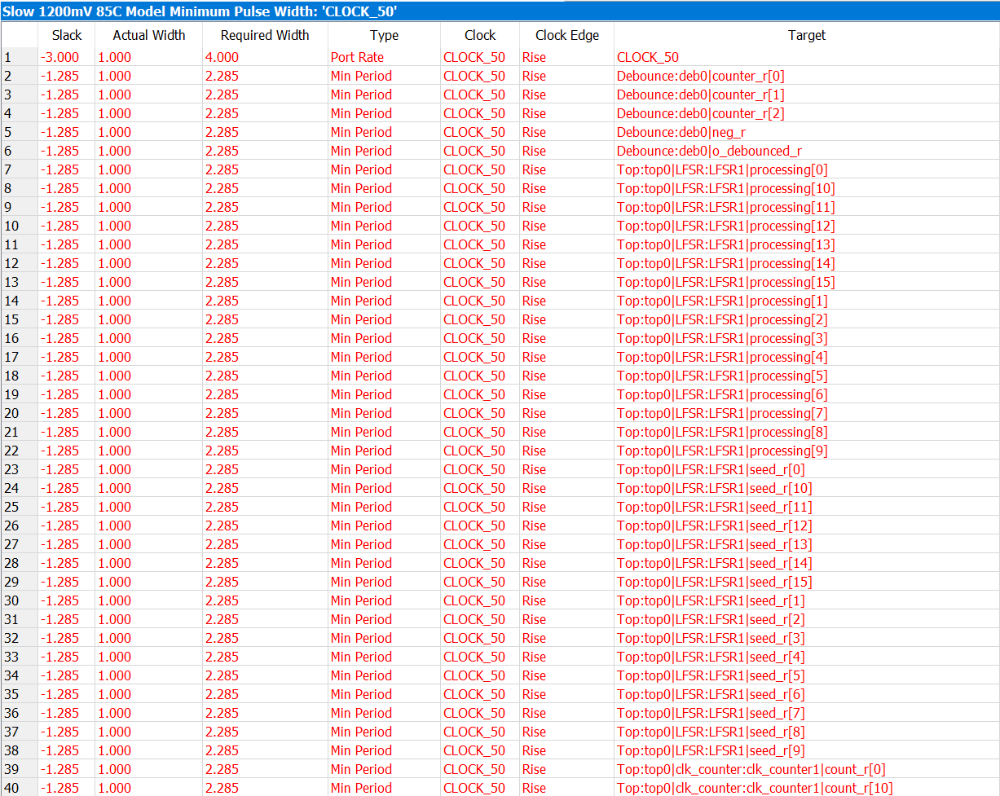 Slow 1200mV 85C Model Minimum Pulse Width: 'CLOCK_50'
Slack Actual Width Required Width Type Clock Clock Edge Target
1 -3.000 1.000 4.000 Port Rate CLOCK_50 Rise CLOCK_50
2 -1.285 1.000 2.285 Min Period CLOCK_50 Rise Debounce:deb0|counter_r[0]
3 -1.285 1.000 2.285 Min Period CLOCK_50 Rise Debounce:deb0|counter_r[1]
4 -1.285 1.000 2.285 Min Period CLOCK_50 Rise Debounce:deb0|counter_r[2]
5 -1.285 1.000 2.285 Min Period CLOCK_50 Rise Debounce:deb0|neg_r
6 -1.285 1.000 2.285 Min Period CLOCK_50 Rise Debounce:deb0|o_debounced_r
7 -1.285 1.000 2.285 Min Period CLOCK_50 Rise Top:top0|LFSR:LFSR1|processing[0]
8 -1.285 1.000 2.285 Min Period CLOCK_50 Rise Top:top0|LFSR:LFSR1|processing[10]
9 -1.285 1.000 2.285 Min Period CLOCK_50 Rise Top:top0|LFSR:LFSR1|processing[11]
10 -1.285 1.000 2.285 Min Period CLOCK_50 Rise Top:top0|LFSR:LFSR1|processing[12]
11 -1.285 1.000 2.285 Min Period CLOCK_50 Rise Top:top0|LFSR:LFSR1|processing[13]
12 -1.285 1.000 2.285 Min Period CLOCK_50 Rise Top:top0|LFSR:LFSR1|processing[14]
13 -1.285 1.000 2.285 Min Period CLOCK_50 Rise Top:top0|LFSR:LFSR1|processing[15]
14 -1.285 1.000 2.285 Min Period CLOCK_50 Rise Top:top0|LFSR:LFSR1|processing[1]
15 -1.285 1.000 2.285 Min Period CLOCK_50 Rise Top:top0|LFSR:LFSR1|processing[2]
16 -1.285 1.000 2.285 Min Period CLOCK_50 Rise Top:top0|LFSR:LFSR1|processing[3]
17 -1.285 1.000 2.285 Min Period CLOCK_50 Rise Top:top0|LFSR:LFSR1|processing[4]
18 -1.285 1.000 2.285 Min Period CLOCK_50 Rise Top:top0|LFSR:LFSR1|processing[5]
19 -1.285 1.000 2.285 Min Period CLOCK_50 Rise Top:top0|LFSR:LFSR1|processing[6]
20 -1.285 1.000 2.285 Min Period CLOCK_50 Rise Top:top0|LFSR:LFSR1|processing[7]
21 -1.285 1.000 2.285 Min Period CLOCK_50 Rise Top:top0|LFSR:LFSR1|processing[8]
22 -1.285 1.000 2.285 Min Period CLOCK_50 Rise Top:top0|LFSR:LFSR1|processing[9]
23 -1.285 1.000 2.285 Min Period CLOCK_50 Rise Top:top0|LFSR:LFSR1|seed_r[0]
24 -1.285 1.000 2.285 Min Period CLOCK_50 Rise Top:top0|LFSR:LFSR1|seed_r[10]
25 -1.285 1.000 2.285 Min Period CLOCK_50 Rise Top:top0|LFSR:LFSR1|seed_r[11]
26 -1.285 1.000 2.285 Min Period CLOCK_50 Rise Top:top0|LFSR:LFSR1|seed_r[12]
27 -1.285 1.000 2.285 Min Period CLOCK_50 Rise Top:top0|LFSR:LFSR1|seed_r[13]
28 -1.285 1.000 2.285 Min Period CLOCK_50 Rise Top:top0|LFSR:LFSR1|seed_r[14]
29 -1.285 1.000 2.285 Min Period CLOCK_50 Rise Top:top0|LFSR:LFSR1|seed_r[15]
30 -1.285 1.000 2.285 Min Period CLOCK_50 Rise Top:top0|LFSR:LFSR1|seed_r[1]
31 -1.285 1.000 2.285 Min Period CLOCK_50 Rise Top:top0|LFSR:LFSR1|seed_r[2]
32 -1.285 1.000 2.285 Min Period CLOCK_50 Rise Top:top0|LFSR:LFSR1|seed_r[3]
33 -1.285 1.000 2.285 Min Period CLOCK_50 Rise Top:top0|LFSR:LFSR1|seed_r[4]
34 -1.285 1.000 2.285 Min Period CLOCK_50 Rise Top:top0|LFSR:LFSR1|seed_r[5]
35 -1.285 1.000 2.285 Min Period CLOCK_50 Rise Top:top0|LFSR:LFSR1|seed_r[6]
36 -1.285 1.000 2.285 Min Period CLOCK_50 Rise Top:top0|LFSR:LFSR1|seed_r[7]
37 -1.285 1.000 2.285 Min Period CLOCK_50 Rise Top:top0|LFSR:LFSR1|seed_r[8]
38 -1.285 1.000 2.285 Min Period CLOCK_50 Rise Top:top0|LFSR:LFSR1|seed_r[9]
39 -1.285 1.000 2.285 Min Period CLOCK_50 Rise Top:top0|clk_counter:clk_counter1|count_r[0]
40 -1.285 1.000 2.285 Min Period CLOCK_50 Rise Top:top0|clk_counter:clk_counter1|count_r[10]